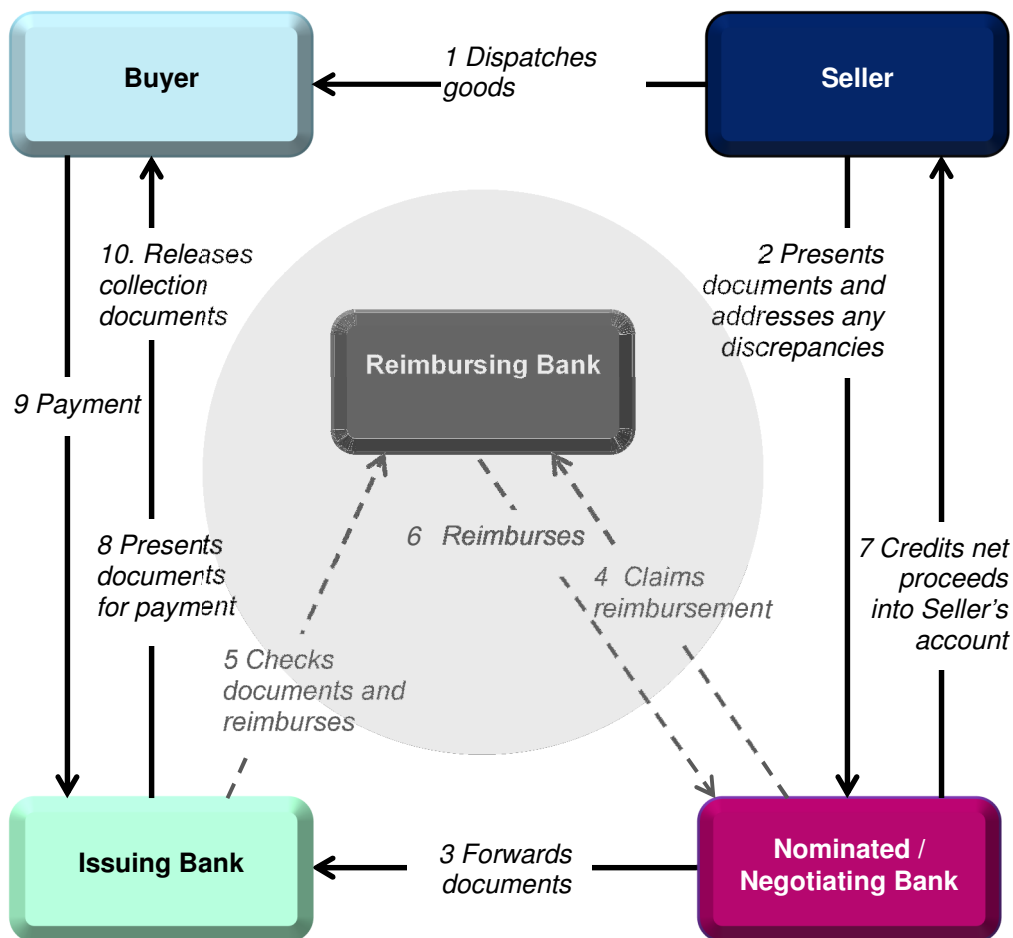 Buyer
1 Dispatches
goods
Seller
10. Releases
collection
documents
2 Presents
documents and
addresses any
discrepancies
Reimbursing Bank
9 Payment
6 Reimburses
8 Presents
documents
for payment
4 Claims
reimbursement
7 Credits net
proceeds
into Seller's
account
5 Checks
documents and
reimburses
Issuing Bank
3 Forwards
documents
Nominated /
Negotiating Bank